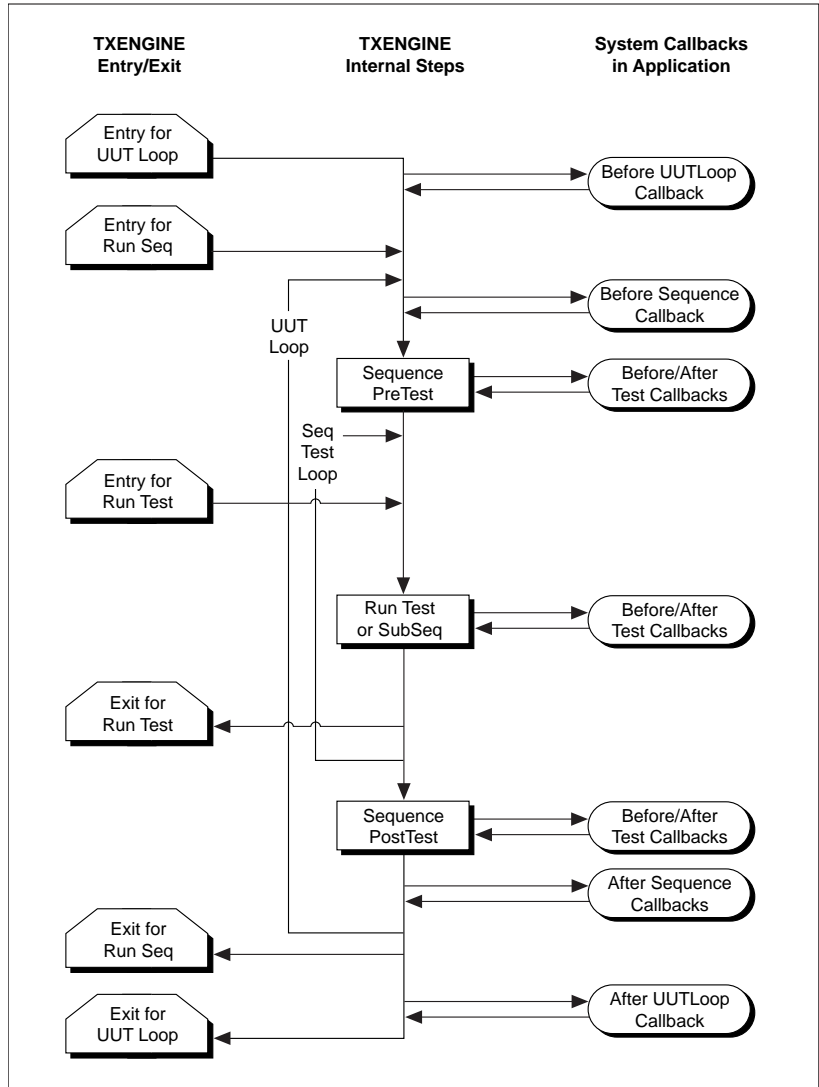 TXENGINE
Entry/Exit
TXENGINE
Internal Steps
System Callbacks
in Application
Entry for
UUT Loop
Before UUTLoop
Callback
Entry for
Run Seq
Before Sequence
Callback
UUT
Loop
Sequence
PreTest
Before/After
Test Callbacks
Seq
Test
Loop
Entry for
Run Test
Run Test
or SubSeq
Before/After
Test Callbacks
Exit for
Run Test
Sequence
PostTest
Before/After
Test Callbacks
After Sequence
Callbacks
Exit for
Run Seq
After UUTLoop
Callback
Exit for
UUT Loop